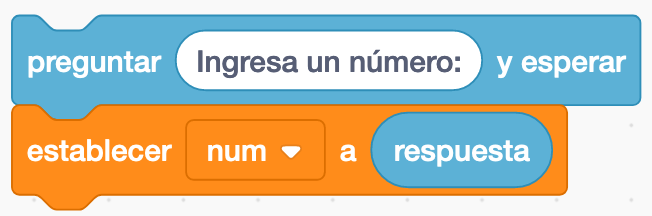 preguntar Ingresa un número: y esperar
establecer num a respuesta